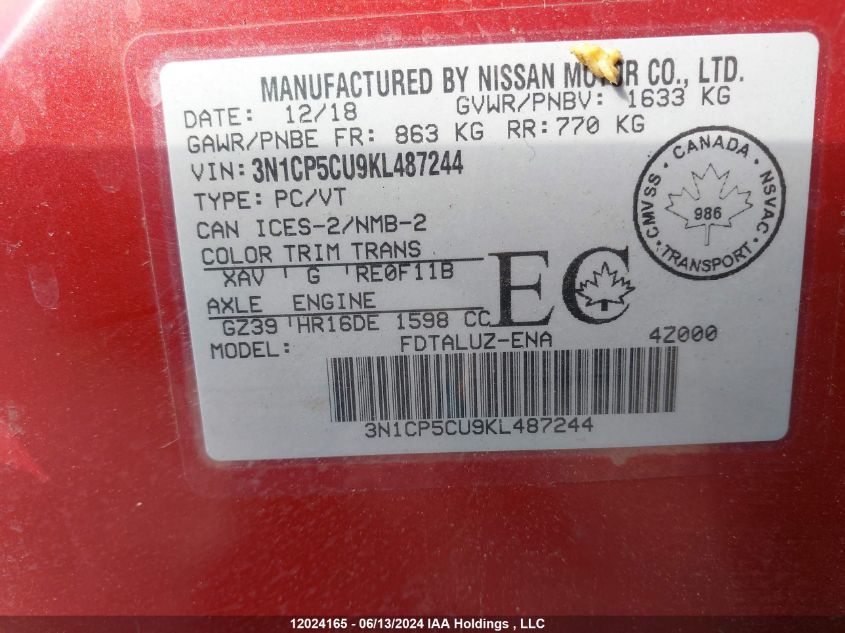 MANUFACTURED BY NISSAN MOTOR CO., LTD.
DATE: 12/18 GVWR/PNBV: 1633 KG
GAWR/PNBE FR: 863 KG RR: 770 KG
VIN: 3N1CP5CU9KL487244
TYPE: PC/VT
CAN ICES-2/NMB-2
COLOR TRIM TRANS
XAV G RE0F11B
AXLE ENGINE
GZ39 HR16DE 1598 CC
MODEL: FDTALUZ-ENA 4Z000
EC
CANADA
CMVSS 986 NSVAC
TRANSPORT
3N1CP5CU9KL487244
12024165 - 06/13/2024 IAA Holdings , LLC